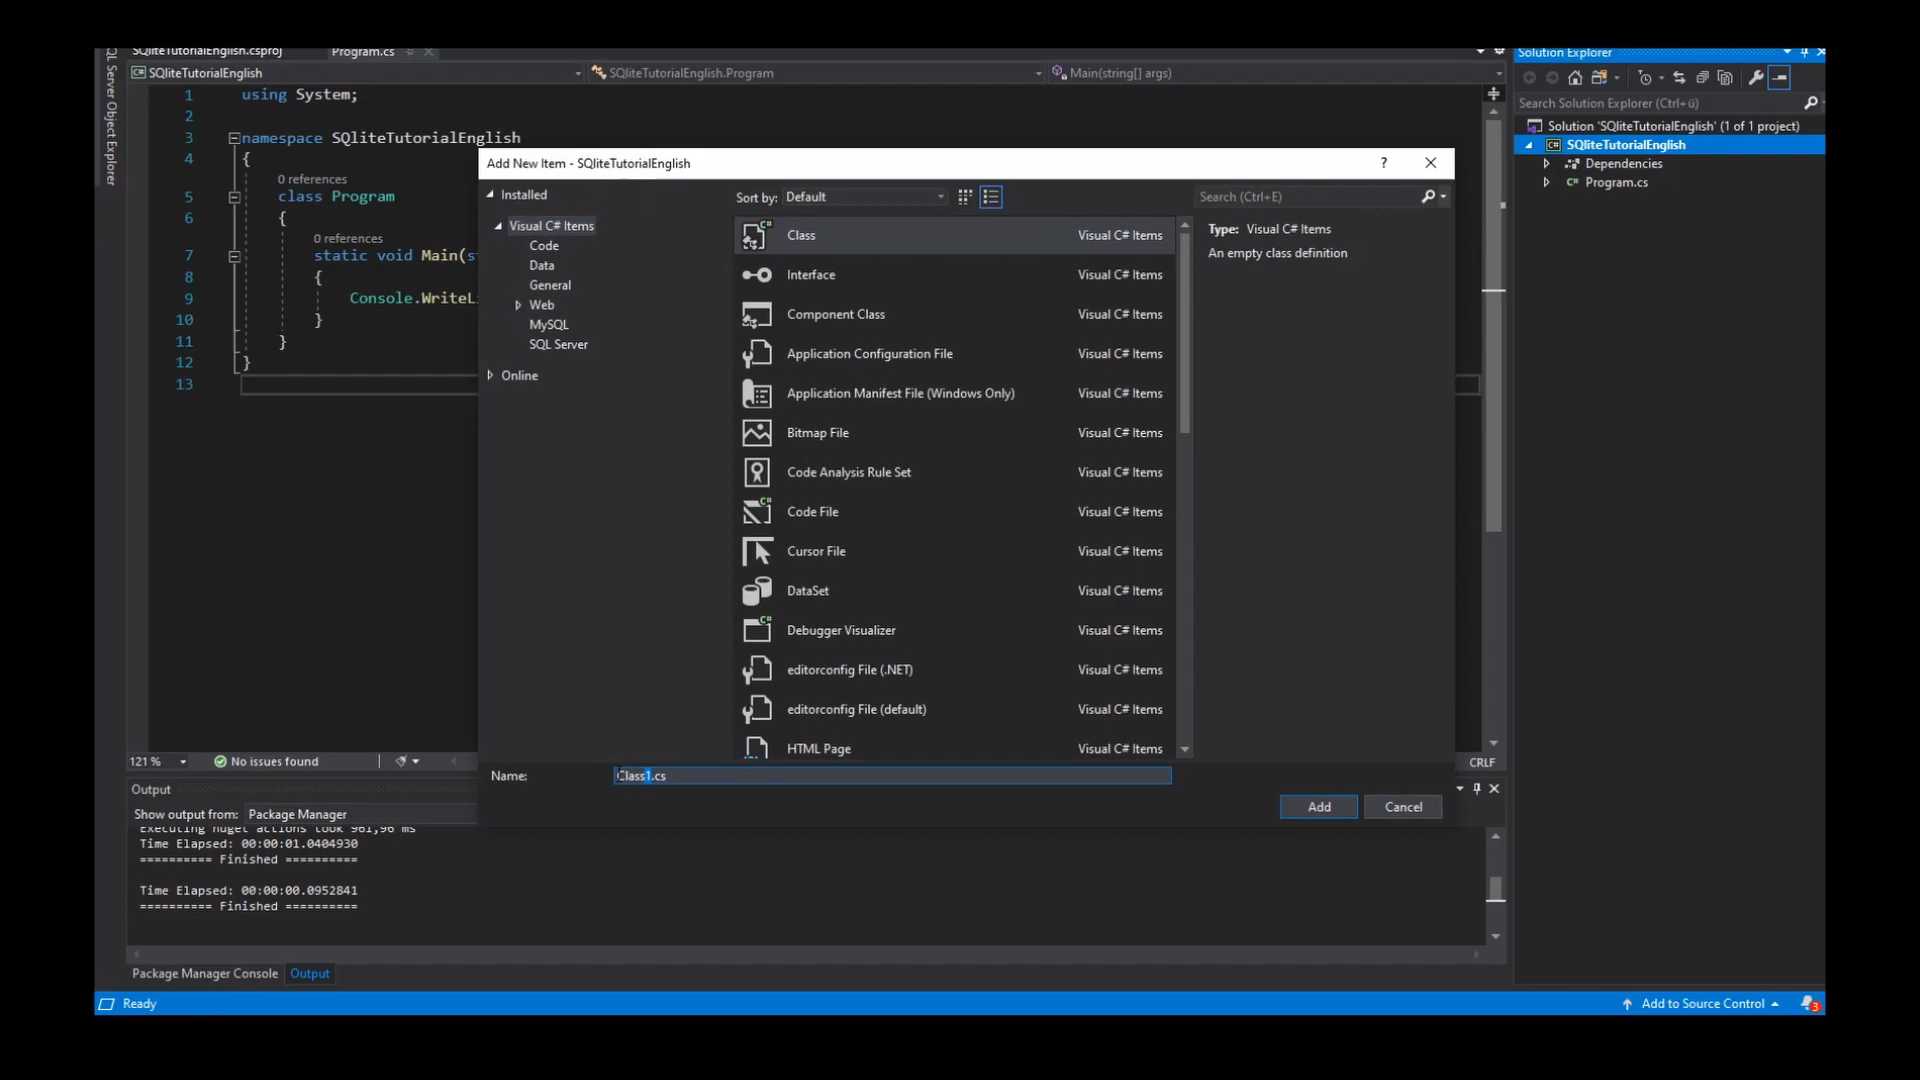 SQliteTutorialEnglish.csproj
Program.cs
SQL Server Object Explorer
SQliteTutorialEnglish
SQliteTutorialEnglish.Program
Main(string[] args)
1 using System;
2
3 namespace SQliteTutorialEnglish
4 {
0 references
5 class Program
6 {
0 references
7 static void Main(
8 {
9 Console.WriteLi
10 }
11 }
12 }
13
121 %
No issues found
CRLF
Add New Item - SQliteTutorialEnglish
?
Installed
Visual C# Items
Code
Data
General
Web
MySQL
SQL Server
Online
Sort by: Default
Search (Ctrl+E)
Class Visual C# Items
Interface Visual C# Items
Component Class Visual C# Items
Application Configuration File Visual C# Items
Application Manifest File (Windows Only) Visual C# Items
Bitmap File Visual C# Items
Code Analysis Rule Set Visual C# Items
Code File Visual C# Items
Cursor File Visual C# Items
DataSet Visual C# Items
Debugger Visualizer Visual C# Items
editorconfig File (.NET) Visual C# Items
editorconfig File (default) Visual C# Items
HTML Page Visual C# Items
Type: Visual C# Items
An empty class definition
Name: Class1.cs
Add
Cancel
Solution Explorer
Search Solution Explorer (Ctrl+ü)
Solution 'SQliteTutorialEnglish' (1 of 1 project)
SQliteTutorialEnglish
Dependencies
Program.cs
Output
Show output from: Package Manager
Executing nuget actions took 961,96 ms
Time Elapsed: 00:00:01.0404930
========== Finished ==========
Time Elapsed: 00:00:00.0952841
========== Finished ==========
Package Manager Console
Output
Ready
Add to Source Control
3